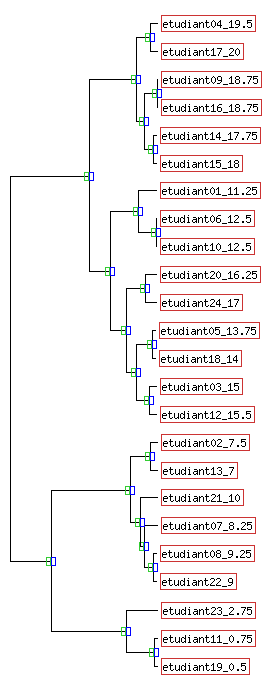 etudiant04_19.5
etudiant17_20
etudiant09_18.75
etudiant16_18.75
etudiant14_17.75
etudiant15_18
etudiant01_11.25
etudiant06_12.5
etudiant10_12.5
etudiant20_16.25
etudiant24_17
etudiant05_13.75
etudiant18_14
etudiant03_15
etudiant12_15.5
etudiant02_7.5
etudiant13_7
etudiant21_10
etudiant07_8.25
etudiant08_9.25
etudiant22_9
etudiant23_2.75
etudiant11_0.75
etudiant19_0.5